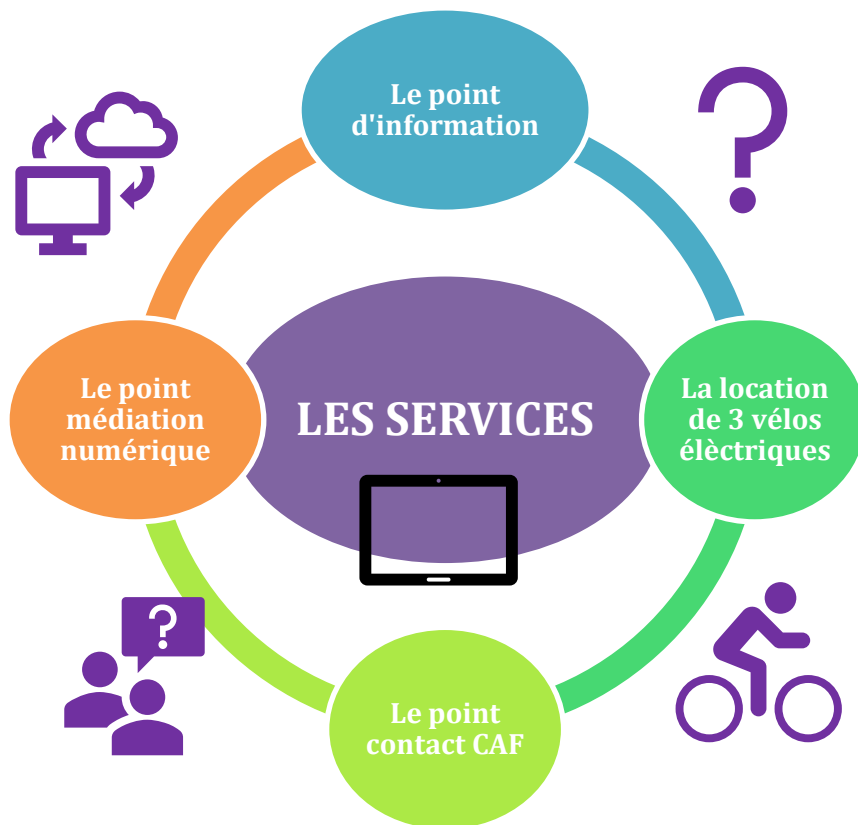 Le point
d'information
Le point
médiation
numérique
LES SERVICES
La location
de 3 vélos
élèctriques
Le point
contact CAF
?
?